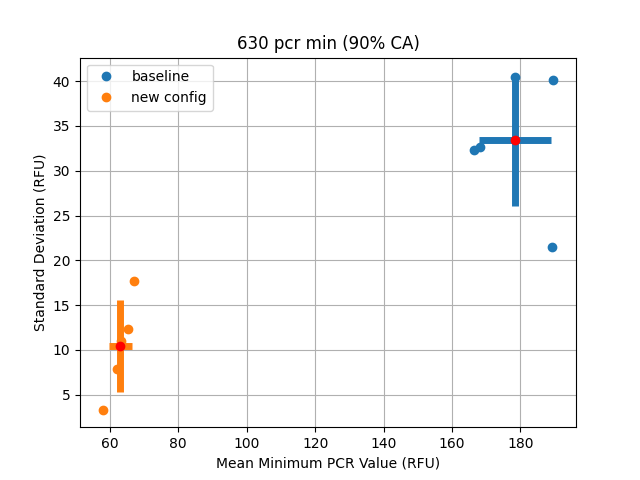 630 pcr min (90% CA)
baseline
new config
Standard Deviation (RFU)
40
35
30
25
20
15
10
5
60 80 100 120 140 160 180
Mean Minimum PCR Value (RFU)